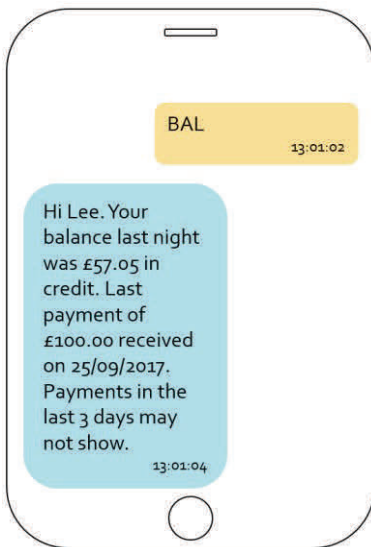 BAL
13:01:02
Hi Lee. Your
balance last night
was £57.05 in
credit. Last
payment of
£100.00 received
on 25/09/2017.
Payments in the
last 3 days may
not show.
13:01:04